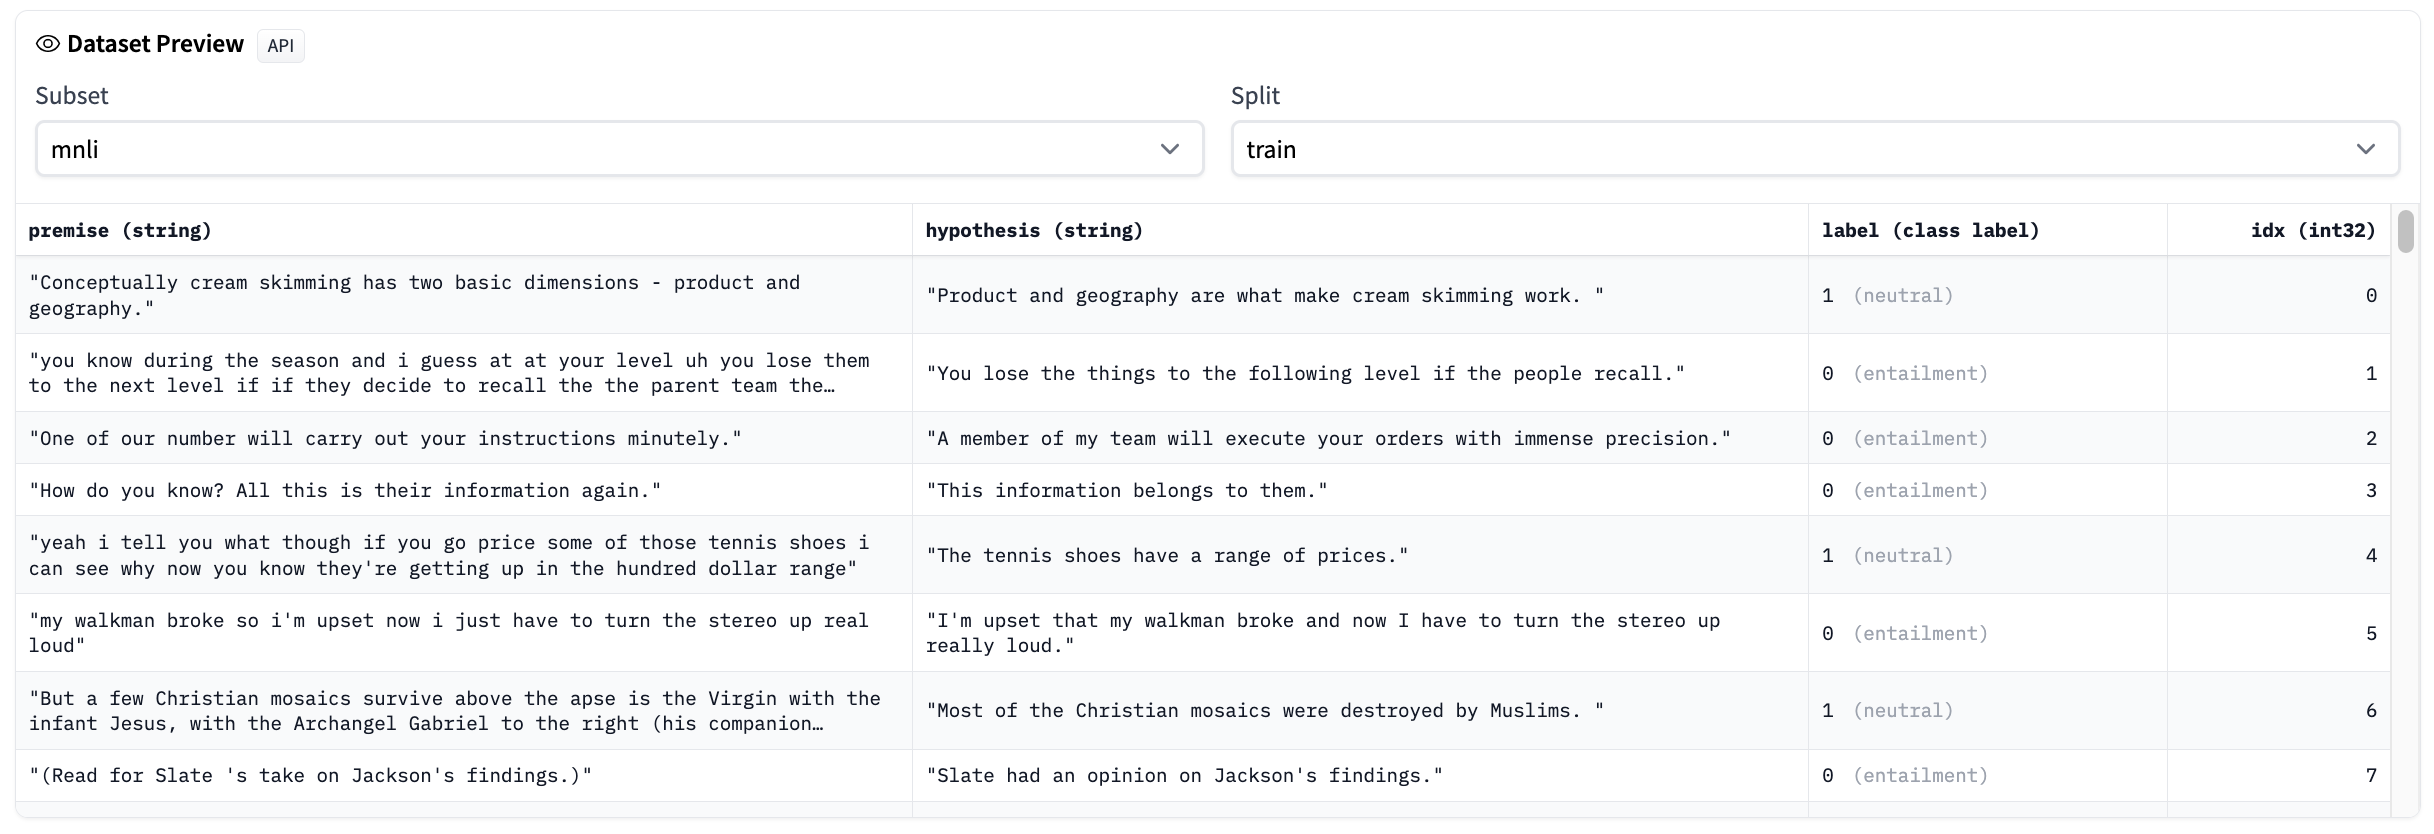 Dataset Preview API
Subset
Split
mnli
train
premise (string)
hypothesis (string)
label (class label)
idx (int32)
"Conceptually cream skimming has two basic dimensions - product and
geography."
"Product and geography are what make cream skimming work. "
1 (neutral)
0
"you know during the season and i guess at at your level uh you lose them
to the next level if if they decide to recall the the parent team the…
"You lose the things to the following level if the people recall."
0 (entailment)
1
"One of our number will carry out your instructions minutely."
"A member of my team will execute your orders with immense precision."
0 (entailment)
2
"How do you know? All this is their information again."
"This information belongs to them."
0 (entailment)
3
"yeah i tell you what though if you go price some of those tennis shoes i
can see why now you know they're getting up in the hundred dollar range"
"The tennis shoes have a range of prices."
1 (neutral)
4
"my walkman broke so i'm upset now i just have to turn the stereo up real
loud"
"I'm upset that my walkman broke and now I have to turn the stereo up
really loud."
0 (entailment)
5
"But a few Christian mosaics survive above the apse is the Virgin with the
infant Jesus, with the Archangel Gabriel to the right (his companion…
"Most of the Christian mosaics were destroyed by Muslims. "
1 (neutral)
6
"(Read for Slate 's take on Jackson's findings.)"
"Slate had an opinion on Jackson's findings."
0 (entailment)
7